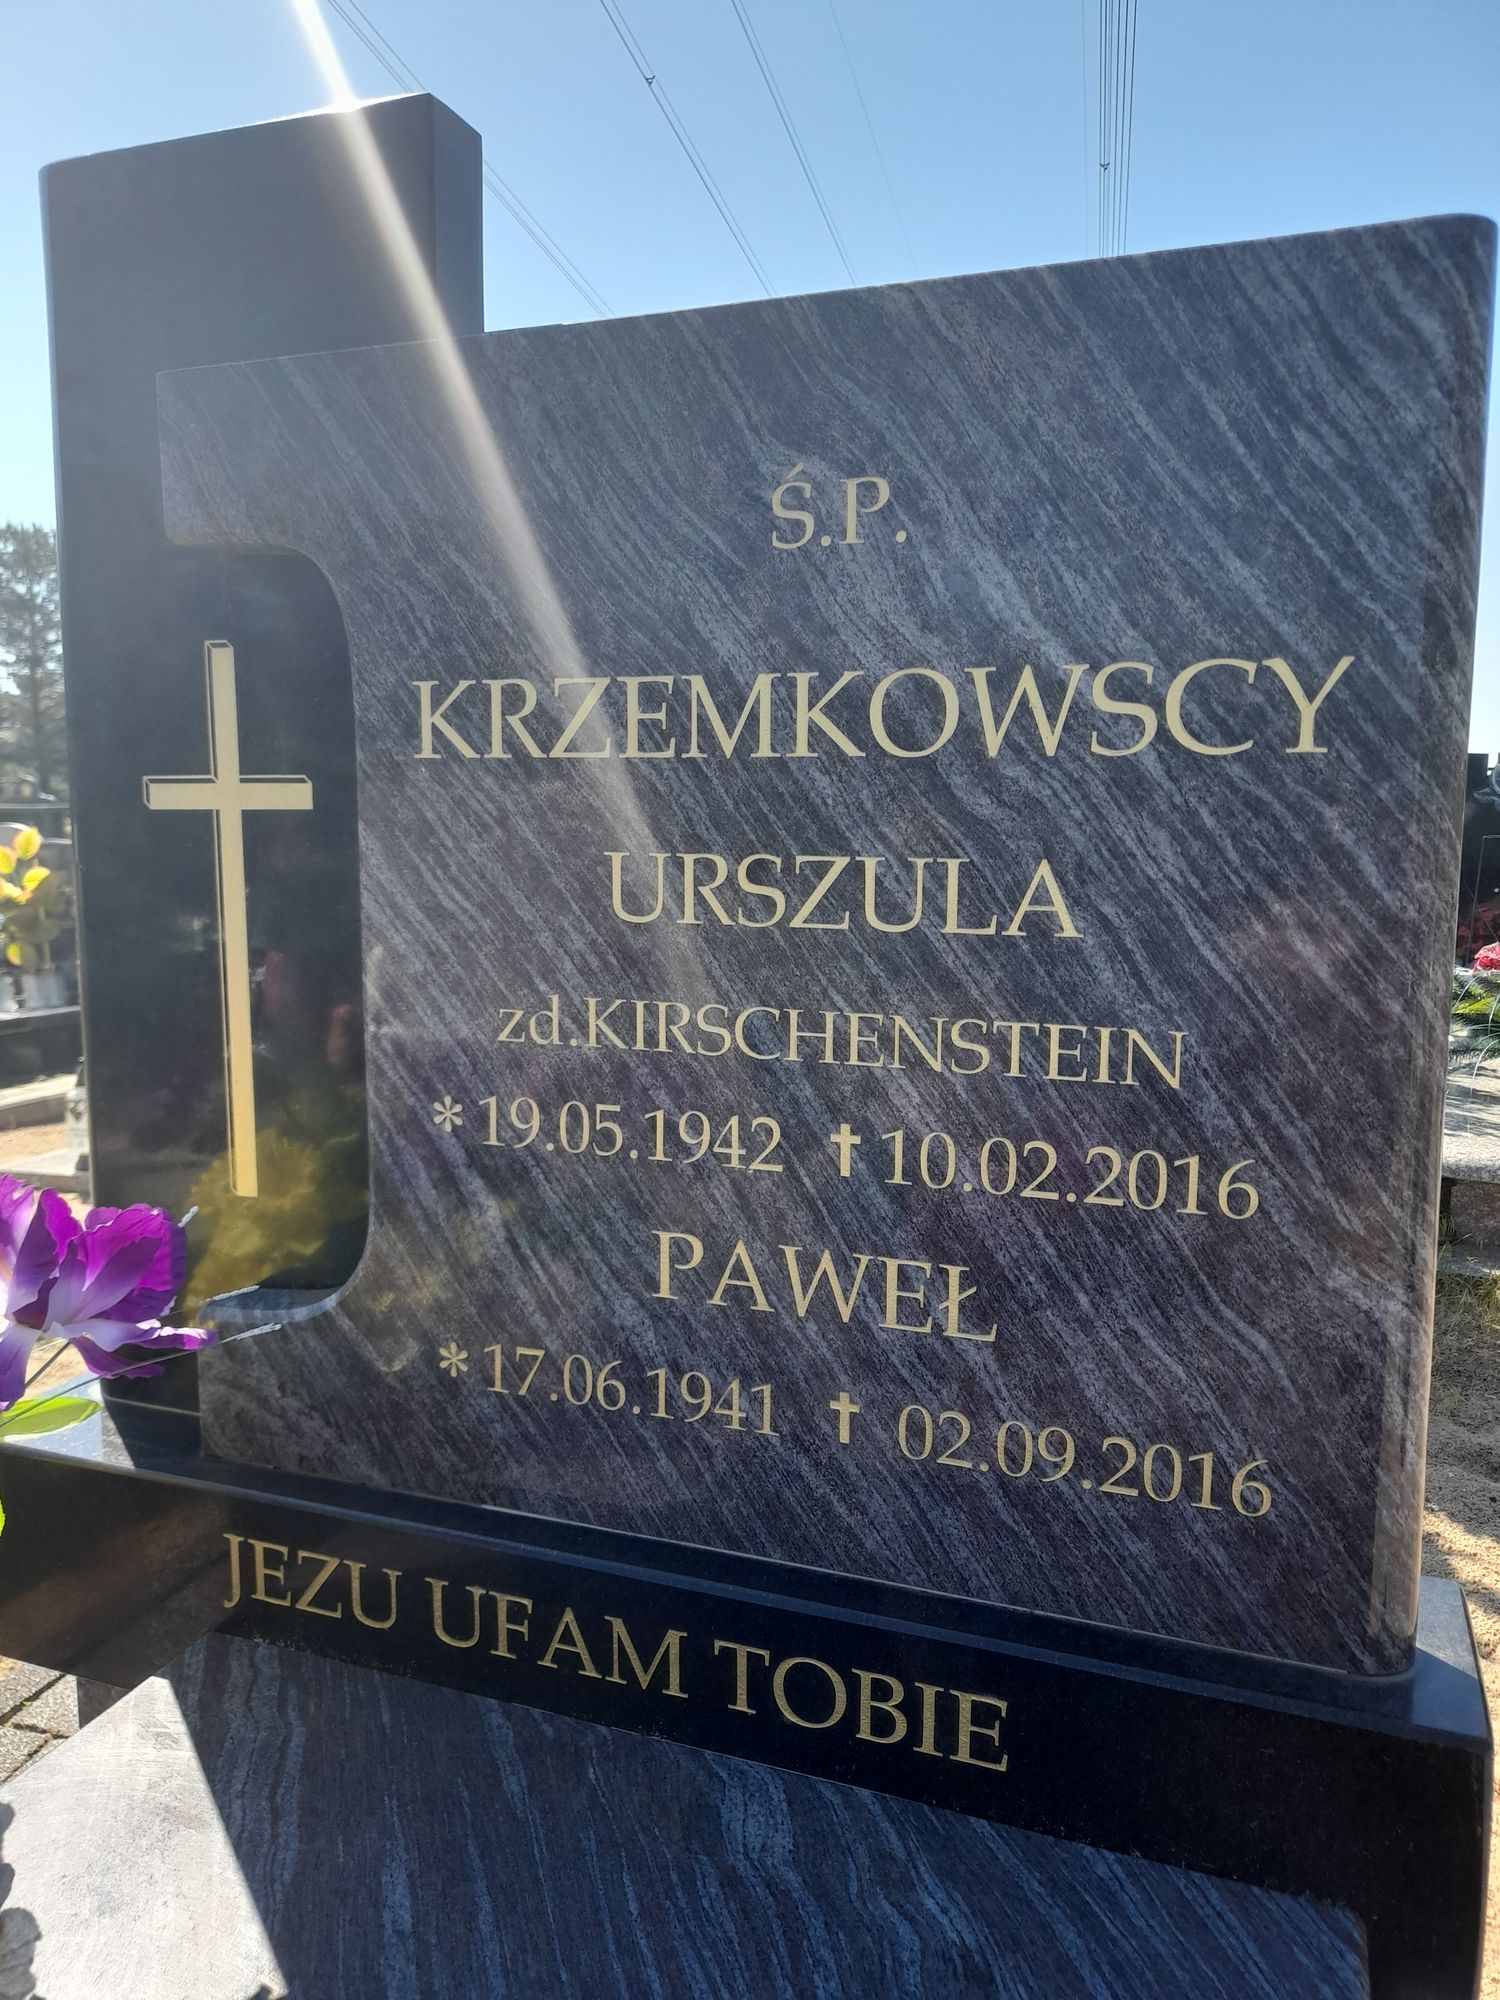 Ś.P.
KRZEMKOWSCY
URSZULA
zd.KIRSCHENSTEIN
* 19.05.1942 ✝ 10.02.2016
PAWEŁ
* 17.06.1941 ✝ 02.09.2016
JEZU UFAM TOBIE